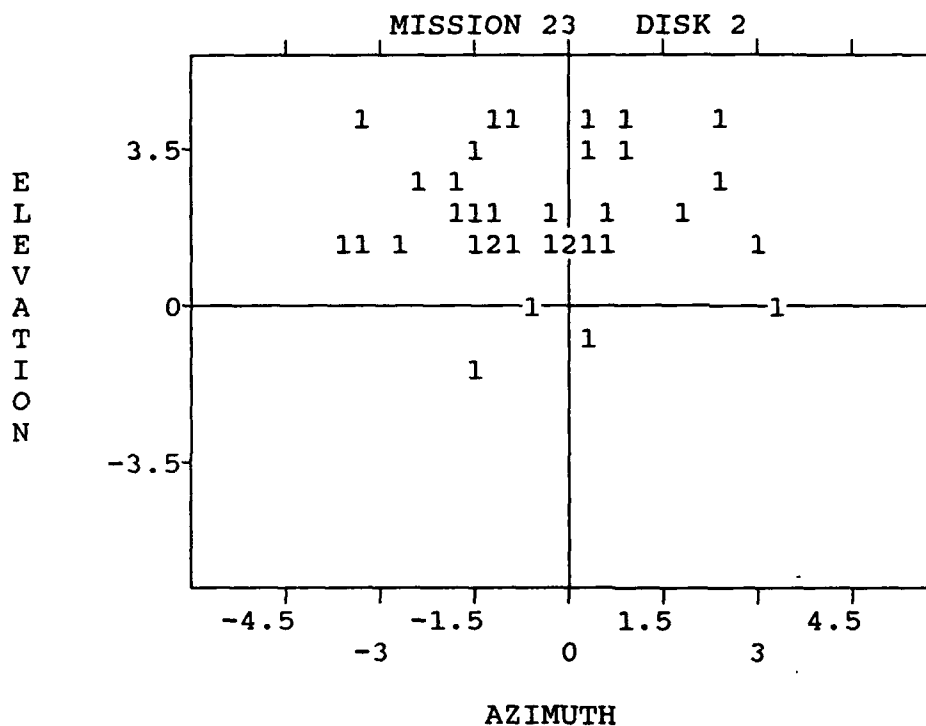 MISSION 23 DISK 2
1 11 1 1 1
3.5 1 1 1
E 1 1 1
L 111 1 1 1
E 11 1 121 1211 1
V
A 0 1 1
T 1
I 1
O
N
-3.5
-4.5 -1.5 1.5 4.5
-3 0 3
AZIMUTH